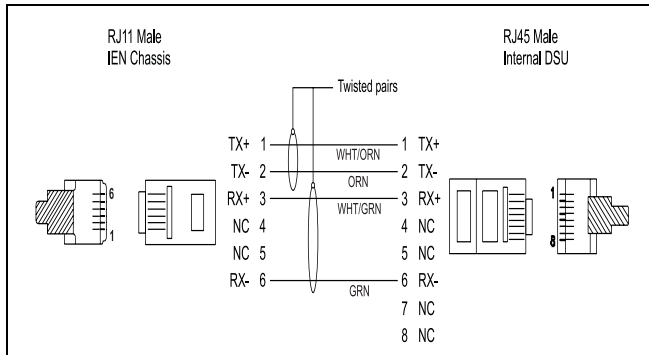 RJ11 Male
IEN Chassis
RJ45 Male
Internal DSU
Twisted pairs
TX+ 1 1 TX+
WHT/ORN
TX- 2 2 TX-
ORN
RX+ 3 3 RX+
WHT/GRN
NC 4 4 NC
NC 5 5 NC
RX- 6 6 RX-
GRN
7 NC
8 NC
6
1
1
8